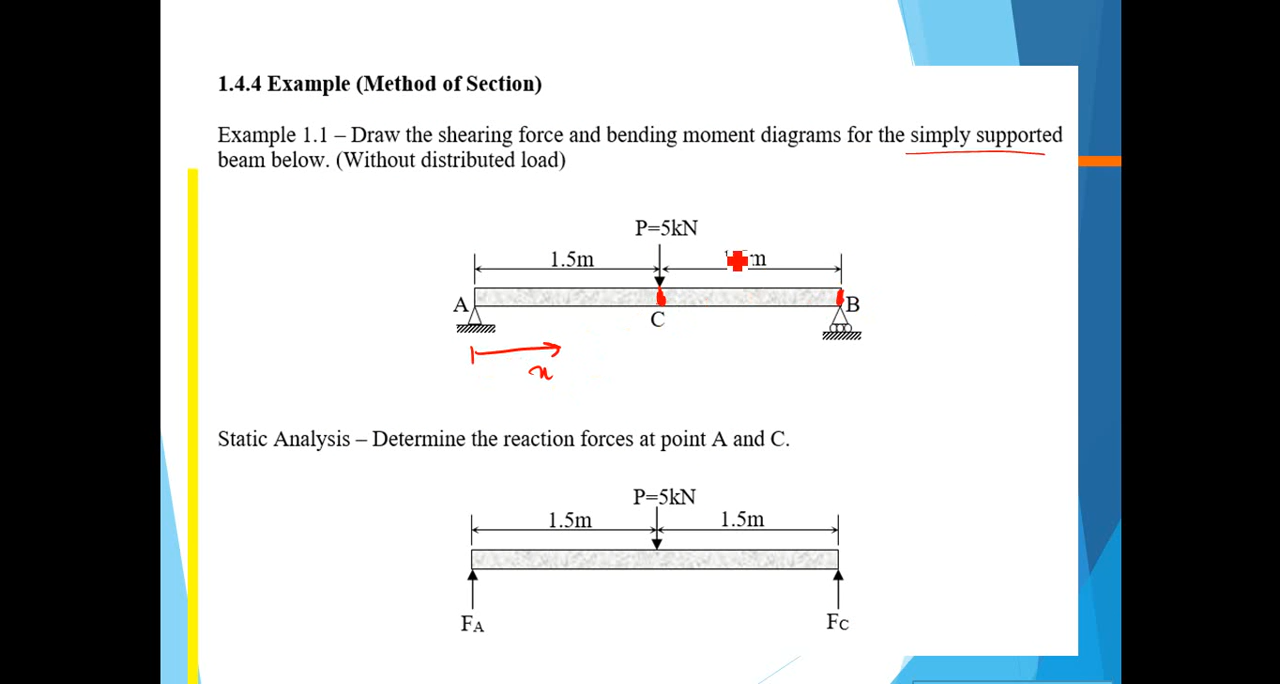 1.4.4 Example (Method of Section)
Example 1.1 – Draw the shearing force and bending moment diagrams for the simply supported
beam below. (Without distributed load)
P=5kN
1.5m
m
A
B
C
Static Analysis – Determine the reaction forces at point A and C.
P=5kN
1.5m
1.5m
FA
FC